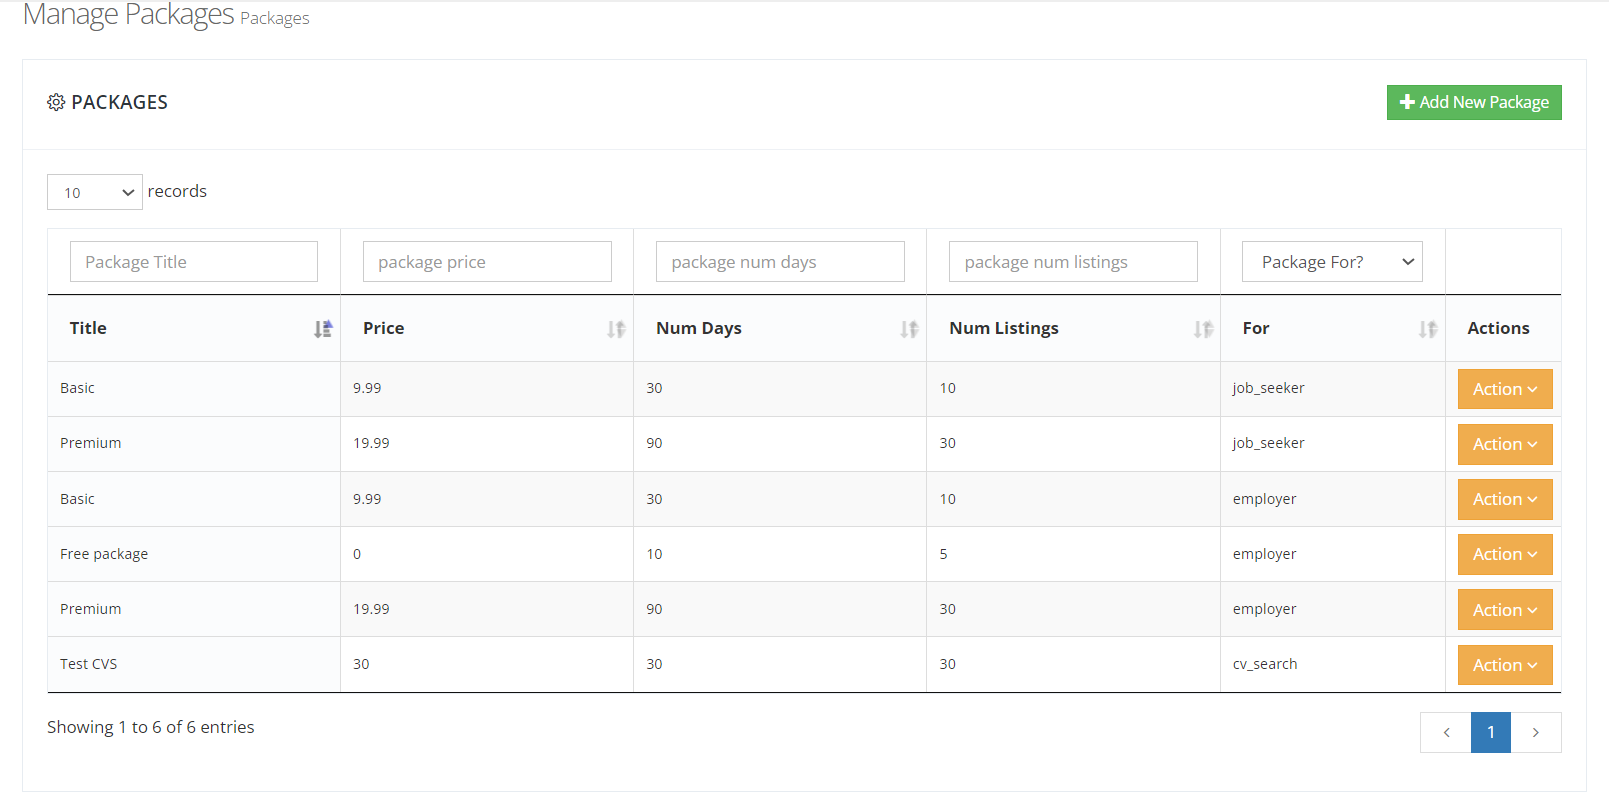 Manage Packages Packages
PACKAGES
Add New Package
10 records
Package Title package price package num days package num listings Package For?
Title Price Num Days Num Listings For Actions
Basic 9.99 30 10 job_seeker Action
Premium 19.99 90 30 job_seeker Action
Basic 9.99 30 10 employer Action
Free package 0 10 5 employer Action
Premium 19.99 90 30 employer Action
Test CVS 30 30 30 cv_search Action
Showing 1 to 6 of 6 entries
< 1 >